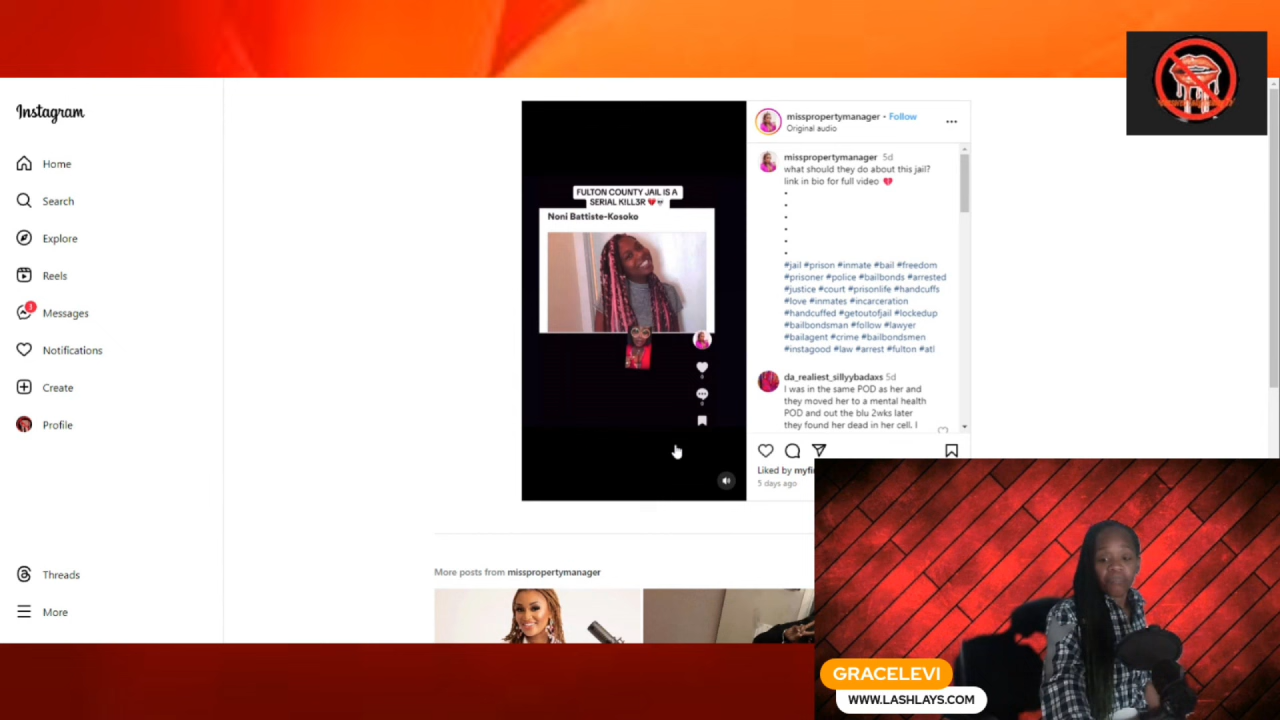 Instagram
Home
Search
Explore
Reels
1
Messages
Notifications
Create
Profile
Threads
More
FULTON COUNTY JAIL IS A
SERIAL KILL3R 💔💀
Noni Battiste-Kosoko
misspropertymanager • Follow
Original audio
misspropertymanager 5d
what should they do about this jail?
link in bio for full video 💔
•
•
•
•
•
•
#jail #prison #inmate #bail #freedom
#prisoner #police #bailbonds #arrested
#justice #court #prisonlife #handcuffs
#love #inmates #incarceration
#handcuffed #getoutofjail #lockedup
#bailbondsman #follow #lawyer
#bailagent #crime #bailbondsmen
#instagood #law #arrest #fulton #atl
da_realiest_sillyybadaxs 5d
I was in the same POD as her and
they moved her to a mental health
POD and out the blu 2wks later
they found her dead in her cell. I
Liked by
5 days ago
More posts from misspropertymanager
GRACELEVI
WWW.LASHLAYS.COM